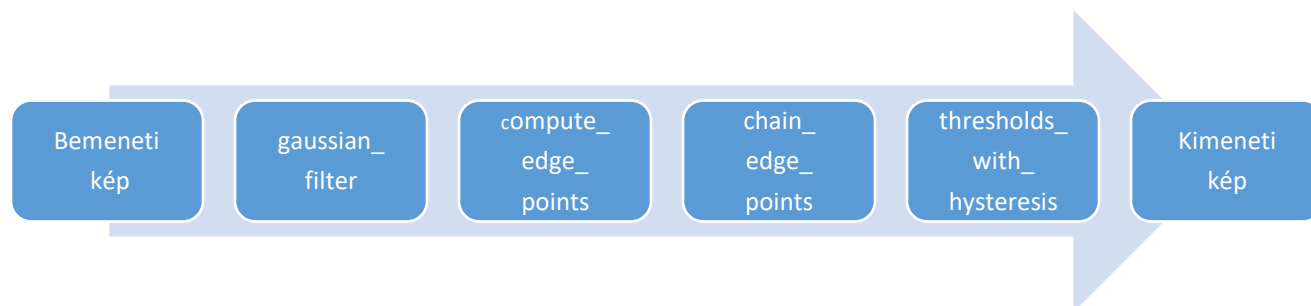 Bemeneti
kép
gaussian_
filter
compute_
edge_
points
chain_
edge_
points
thresholds_
with_
hysteresis
Kimeneti
kép